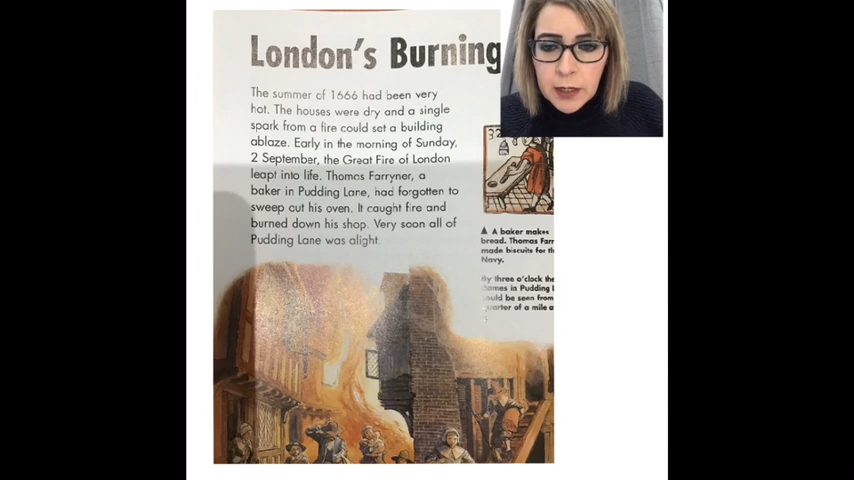 London's Burning
The summer of 1666 had been very
hot. The houses were dry and a single
spark from a fire could set a building
ablaze. Early in the morning of Sunday,
2 September, the Great Fire of London
leapt into life. Thomas Farryner, a
baker in Pudding Lane, had forgotten to
sweep out his oven. It caught fire and
burned down his shop. Very soon all of
Pudding Lane was alight.
32
▲ A baker makes
bread. Thomas Farr
made biscuits for th
Navy.
By three o'clock the
in Pudding
be seen from
of a mile